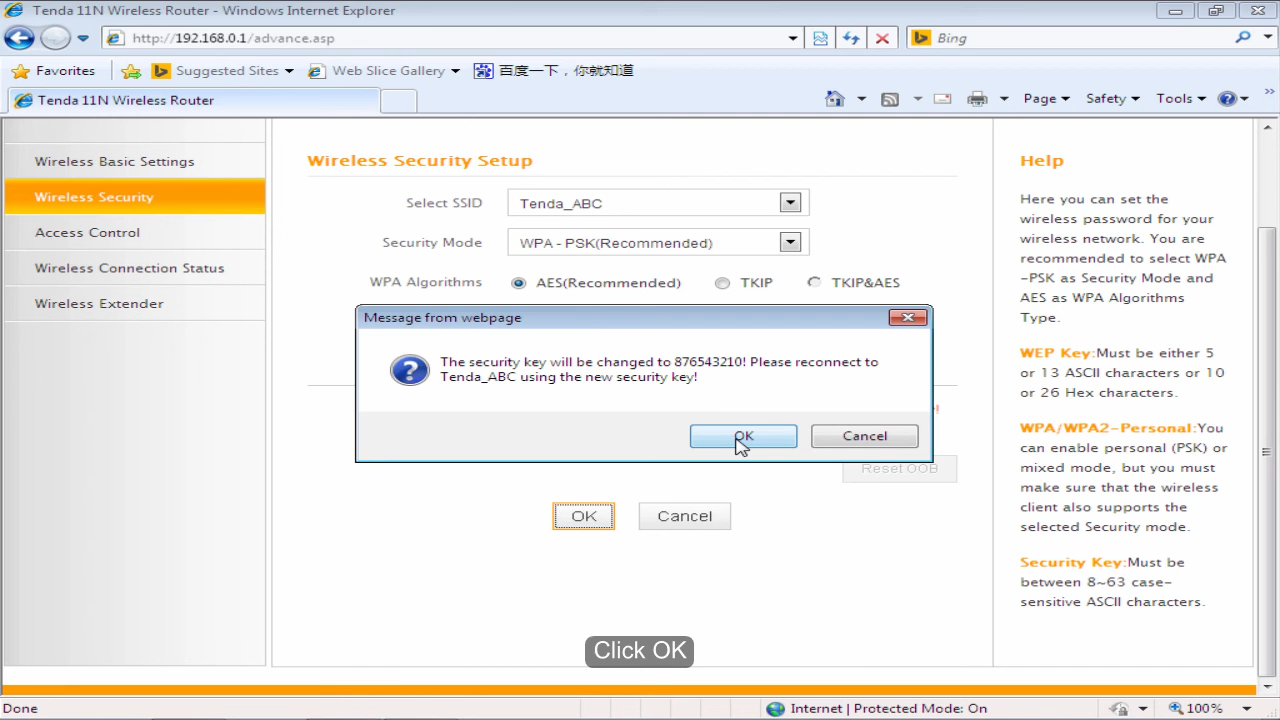 Tenda 11N Wireless Router - Windows Internet Explorer
http://192.168.0.1/advance.asp
Bing
Favorites
Suggested Sites
Web Slice Gallery
百度一下，你就知道
Tenda 11N Wireless Router
Page
Safety
Tools
Wireless Basic Settings
Wireless Security
Access Control
Wireless Connection Status
Wireless Extender
Wireless Security Setup
Select SSID
Tenda_ABC
Security Mode
WPA - PSK(Recommended)
WPA Algorithms
AES(Recommended)
TKIP
TKIP&AES
Message from webpage
The security key will be changed to 876543210! Please reconnect to
Tenda_ABC using the new security key!
OK
Cancel
Reset OOB
OK
Cancel
Help
Here you can set the
wireless password for your
wireless network. You are
recommended to select WPA
-PSK as Security Mode and
AES as WPA Algorithms
Type.
WEP Key:Must be either 5
or 13 ASCII characters or 10
or 26 Hex characters.
WPA/WPA2-Personal:You
can enable personal (PSK) or
mixed mode, but you must
make sure that the wireless
client also supports the
selected Security mode.
Security Key:Must be
between 8~63 case-
sensitive ASCII characters.
Click OK
Done
Internet | Protected Mode: On
100%